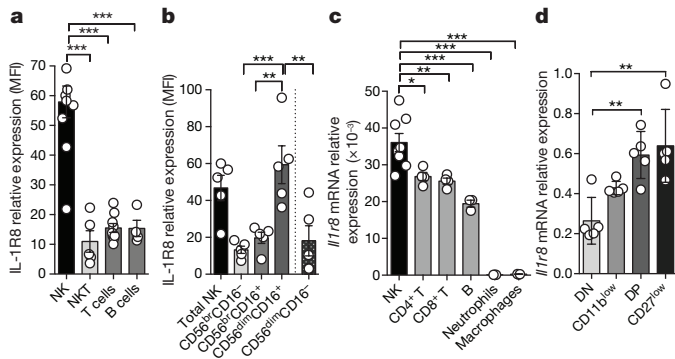 a
IL-1R8 relative expression (MFI)
70
60
50
40
30
20
10
0
***
***
***
NK
NKT
T cells
B cells
b
IL-1R8 relative expression (MFI)
100
80
60
40
20
0
***
**
**
Total NK
CD56brCD16–
CD56brCD16+
CD56dimCD16+
CD56dimCD16–
c
Il1r8 mRNA relative
expression (×10⁻³)
50
40
30
20
10
0
***
***
***
**
*
NK
CD4+ T
CD8+ T
B
Neutrophils
Macrophages
d
Il1r8 mRNA relative expression
1.0
0.8
0.6
0.4
0.2
0.0
**
**
DN
CD11blow
DP
CD27low